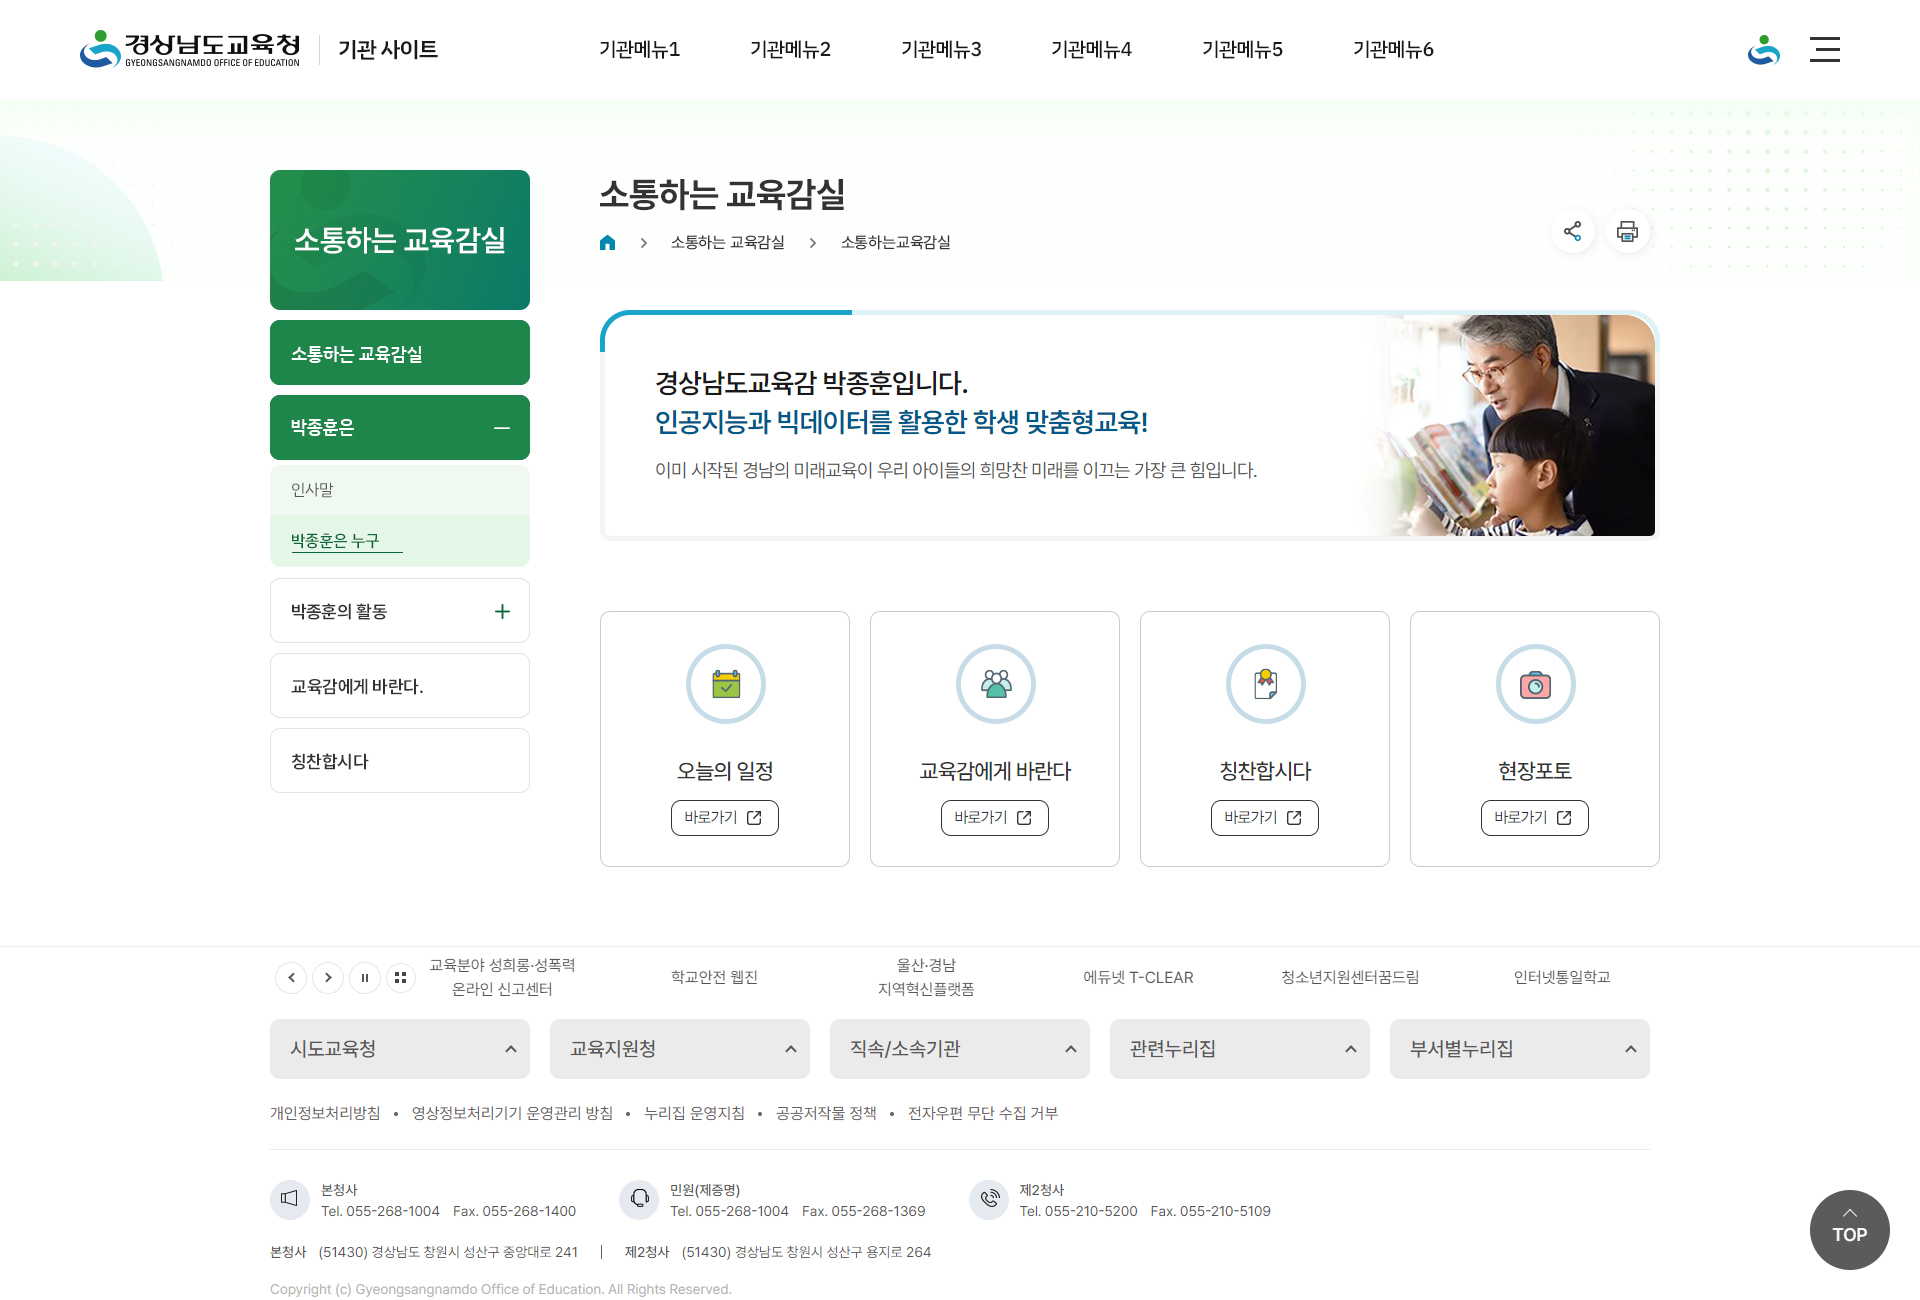 경상남도교육청
GYEONGSANGNAMDO OFFICE OF EDUCATION
기관 사이트
기관메뉴1
기관메뉴2
기관메뉴3
기관메뉴4
기관메뉴5
기관메뉴6
소통하는 교육감실
소통하는 교육감실
박종훈은
인사말
박종훈은 누구
박종훈의 활동
교육감에게 바란다.
칭찬합시다
소통하는 교육감실
소통하는 교육감실
소통하는교육감실
경상남도교육감 박종훈입니다.
인공지능과 빅데이터를 활용한 학생 맞춤형교육!
이미 시작된 경남의 미래교육이 우리 아이들의 희망찬 미래를 이끄는 가장 큰 힘입니다.
오늘의 일정
바로가기
교육감에게 바란다
바로가기
칭찬합시다
바로가기
현장포토
바로가기
교육분야 성희롱·성폭력
온라인 신고센터
학교안전 웹진
울산·경남
지역혁신플랫폼
에듀넷 T-CLEAR
청소년지원센터꿈드림
인터넷통일학교
시도교육청
교육지원청
직속/소속기관
관련누리집
부서별누리집
개인정보처리방침 • 영상정보처리기기 운영관리 방침 • 누리집 운영지침 • 공공저작물 정책 • 전자우편 무단 수집 거부
본청사
Tel. 055-268-1004 Fax. 055-268-1400
민원(제증명)
Tel. 055-268-1004 Fax. 055-268-1369
제2청사
Tel. 055-210-5200 Fax. 055-210-5109
본청사 (51430) 경상남도 창원시 성산구 중앙대로 241 | 제2청사 (51430) 경상남도 창원시 성산구 용지로 264
Copyright (c) Gyeongsangnamdo Office of Education. All Rights Reserved.
TOP